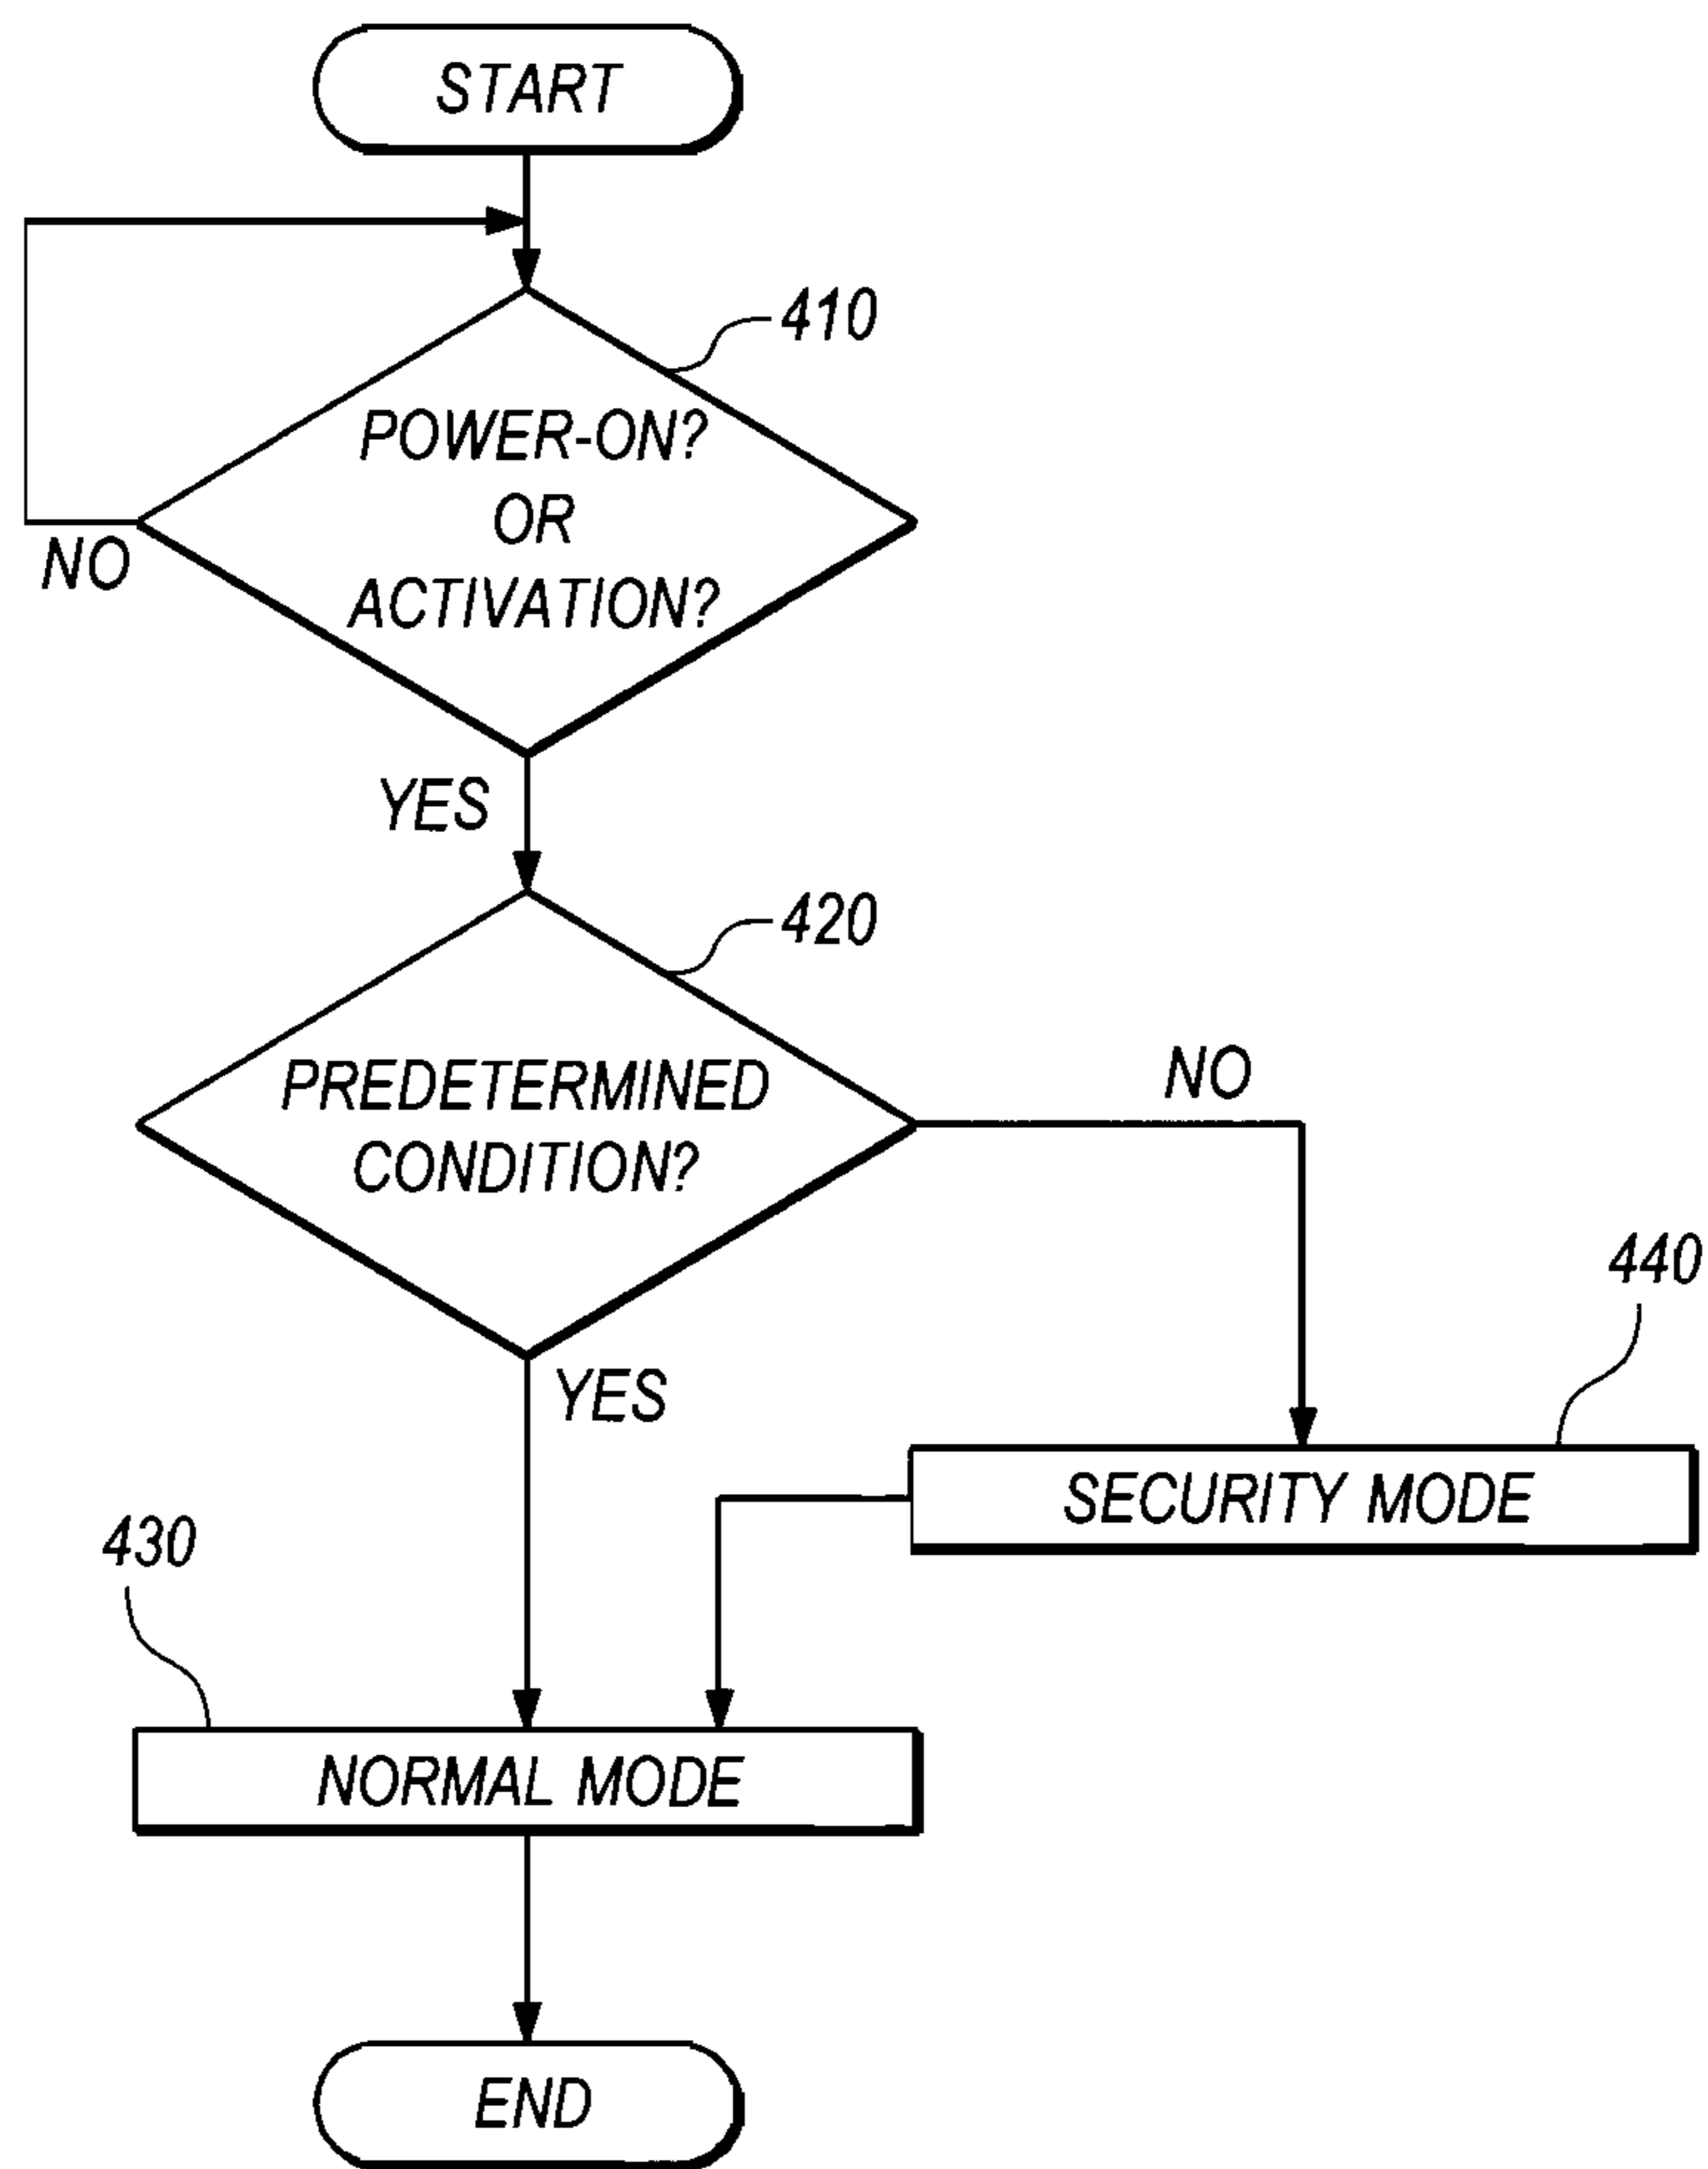 START
410
POWER-ON?
OR
ACTIVATION?
NO
YES
420
PREDETERMINED
CONDITION?
NO
YES
440
SECURITY MODE
430
NORMAL MODE
END